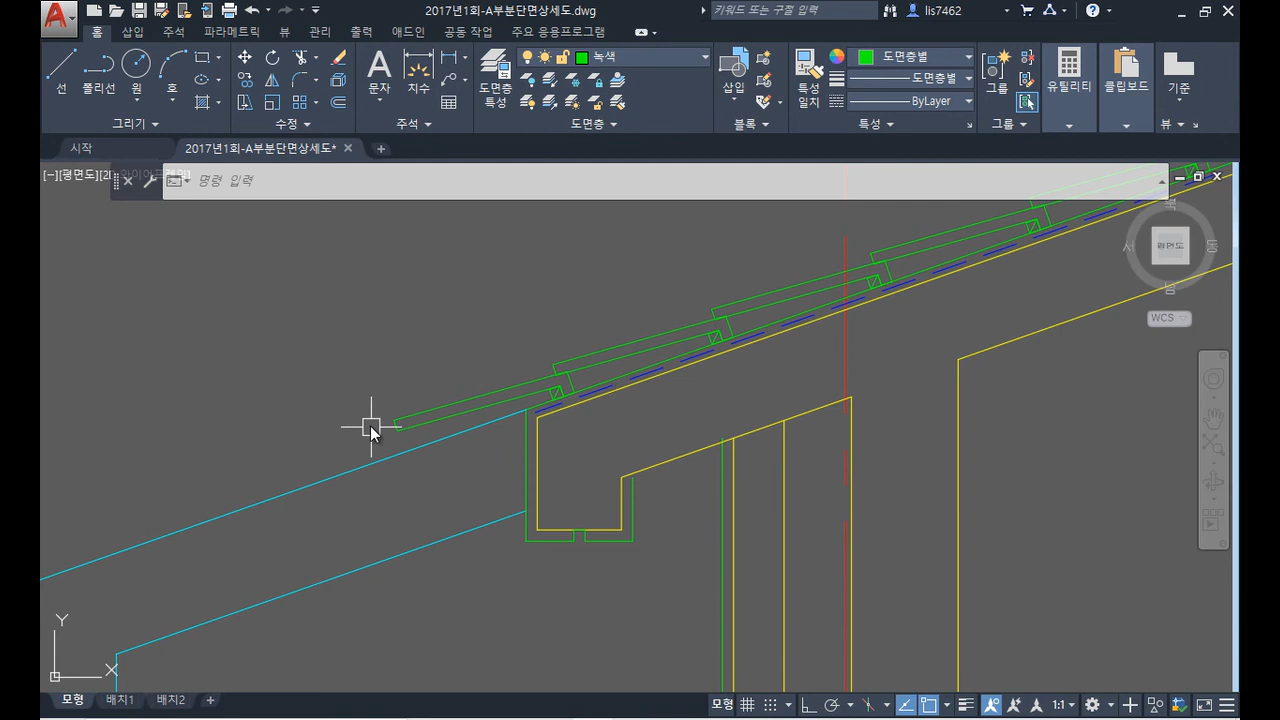 2017년1회-A부분단면상세도.dwg
키워드 또는 구절 입력
lis7462
홈 삽입 주석 파라메트릭 뷰 관리 출력 애드인 공동 작업 주요 응용프로그램
녹색
도면층별
도면층별
ByLayer
선 폴리선 원 호
문자 치수
도면층
특성
삽입
특성
일치
그룹
유틸리티
클립보드
기준
그리기 수정 주석 도면층 블록 특성 그룹 뷰
시작
2017년1회-A부분단면상세도*
[−][평면도]
명령 입력
북
서 평면도 동
남
WCS
Y
X
모형 배치1 배치2
모형
1:1